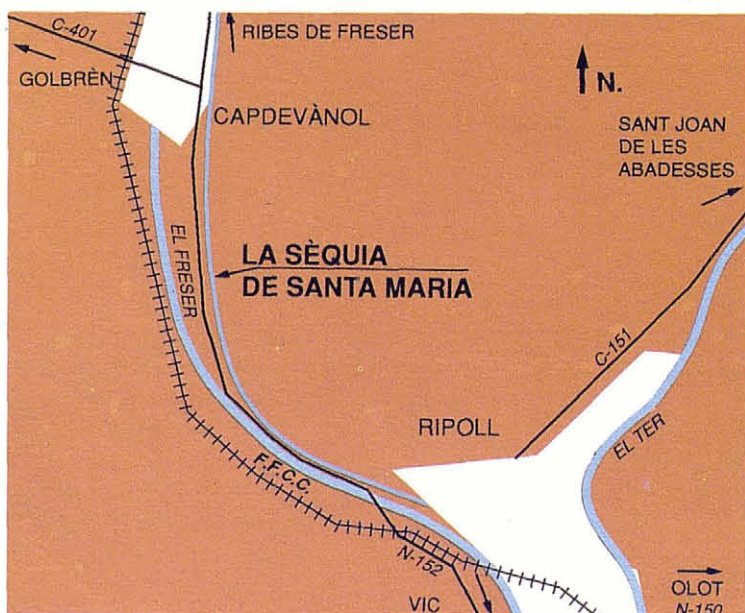 C-401
RIBES DE FRESER
GOLBRÈN
N.
CAPDEVÀNOL
SANT JOAN
DE LES
ABADESSES
EL FRESER
LA SÈQUIA
DE SANTA MARIA
C-151
RIPOLL
EL TER
F.F.C.C.
N-152
VIC
OLOT
N-150